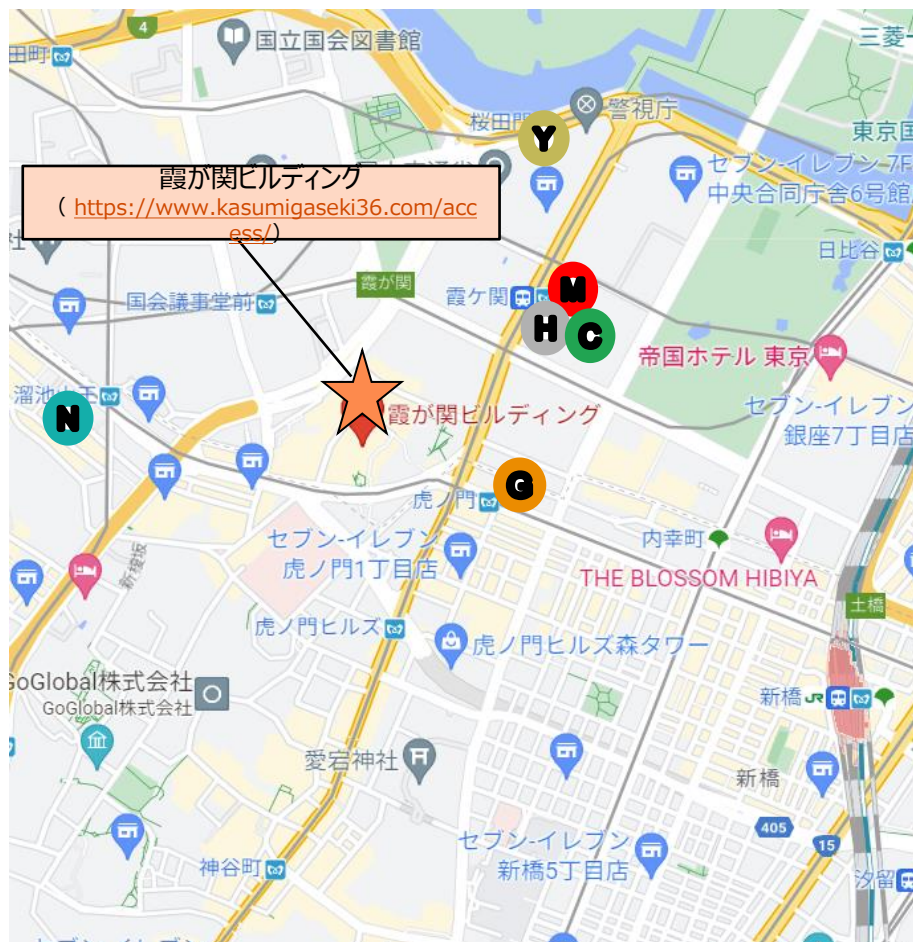 4
国立国会図書館
三菱一
田町
桜田門
警視庁
Y
東京国
セブン-イレブン 7F
中央合同庁舎6号館
霞が関ビルディング
( https://www.kasumigaseki36.com/acc
ess/)
日比谷
霞が関
国会議事堂前
霞ケ関
M
H
C
帝国ホテル 東京
溜池山王
N
セブン-イレブン
銀座7丁目店
霞が関ビルディング
G
虎ノ門
セブン-イレブン
虎ノ門1丁目店
内幸町
THE BLOSSOM HIBIYA
新榎坂
土橋
虎ノ門ヒルズ
虎ノ門ヒルズ森タワー
GoGlobal株式会社
GoGlobal株式会社
新橋 JR
愛宕神社
新橋
405
15
セブン-イレブン
新橋5丁目店
神谷町
汐留